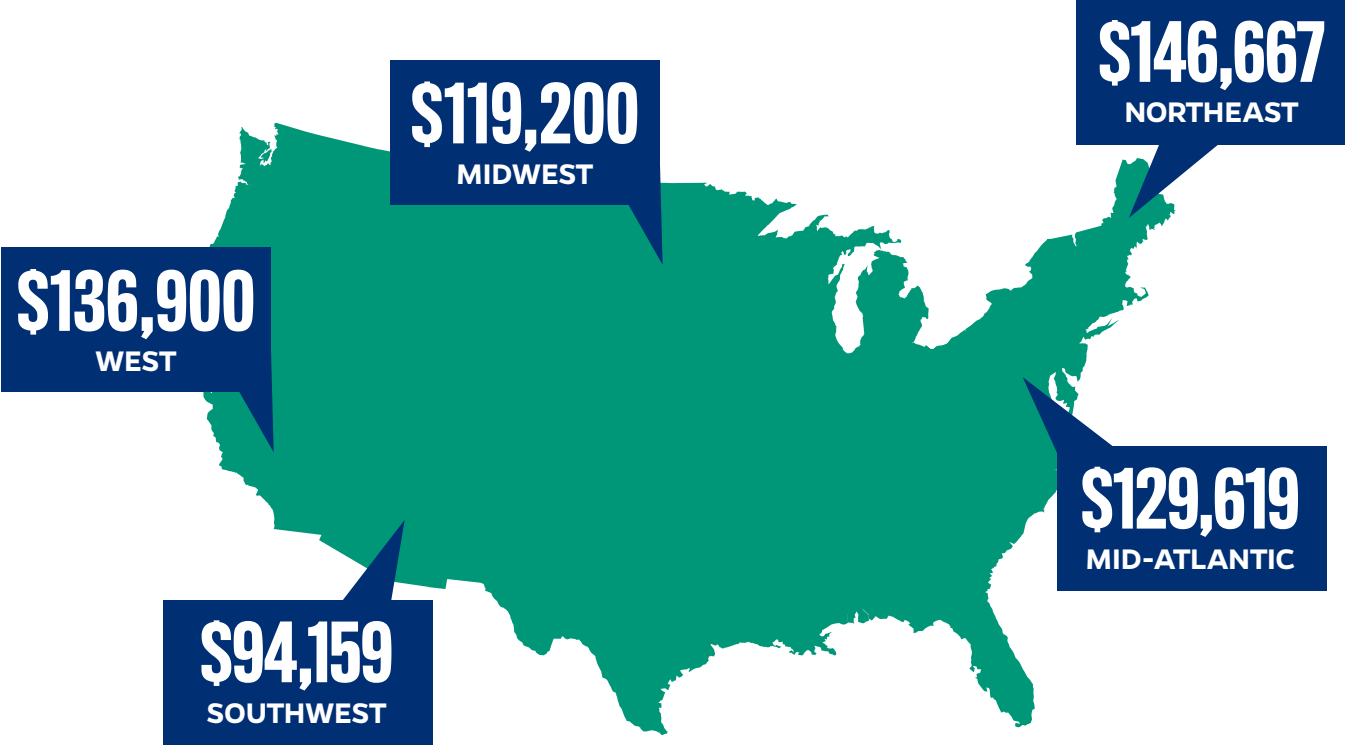 $146,667
NORTHEAST
$119,200
MIDWEST
$136,900
WEST
$129,619
MID-ATLANTIC
$94,159
SOUTHWEST